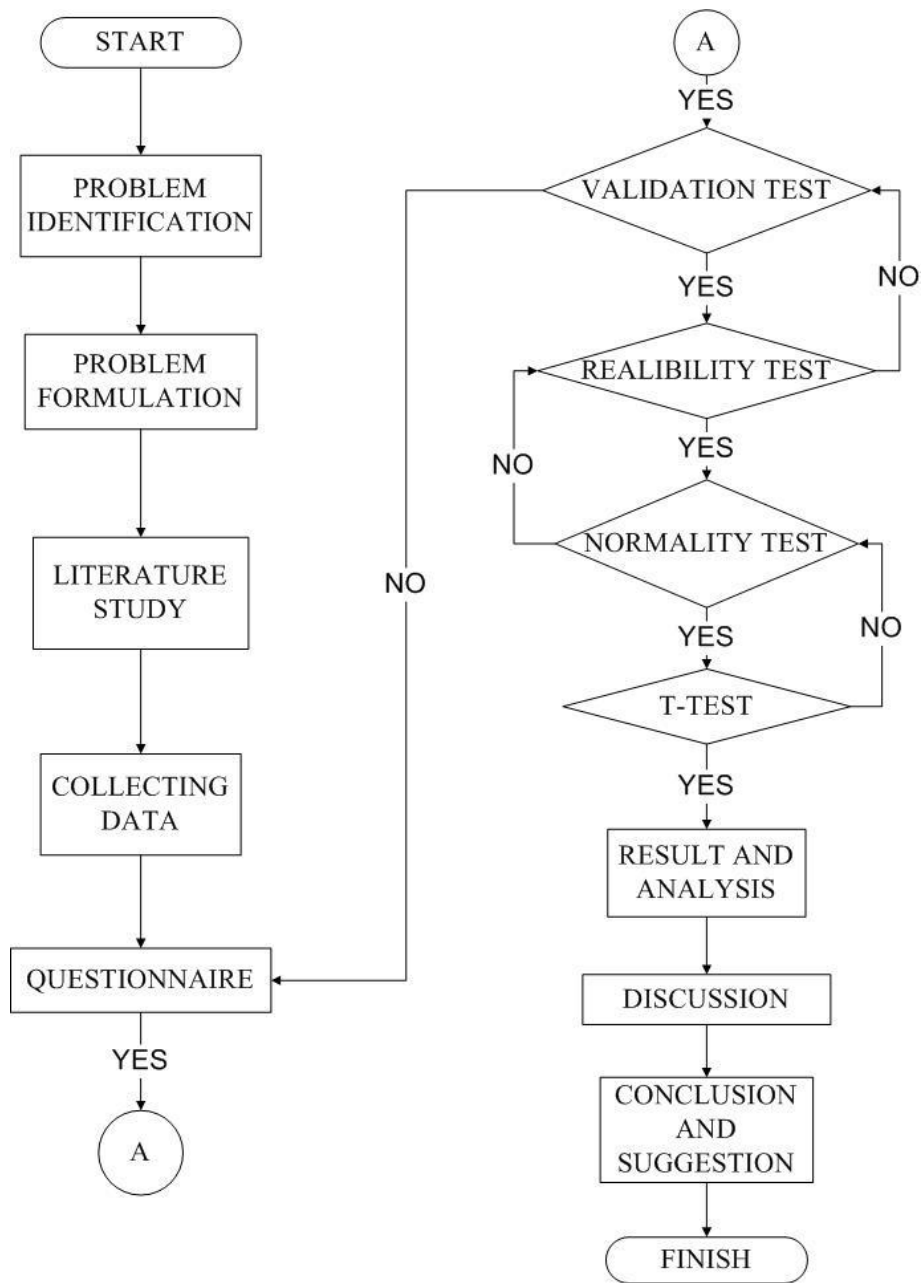 START
PROBLEM
IDENTIFICATION
PROBLEM
FORMULATION
LITERATURE
STUDY
COLLECTING
DATA
QUESTIONNAIRE
YES
A
NO
A
YES
VALIDATION TEST
YES
NO
REALIBILITY TEST
YES
NO
NORMALITY TEST
YES
NO
T-TEST
YES
RESULT AND
ANALYSIS
DISCUSSION
CONCLUSION
AND
SUGGESTION
FINISH